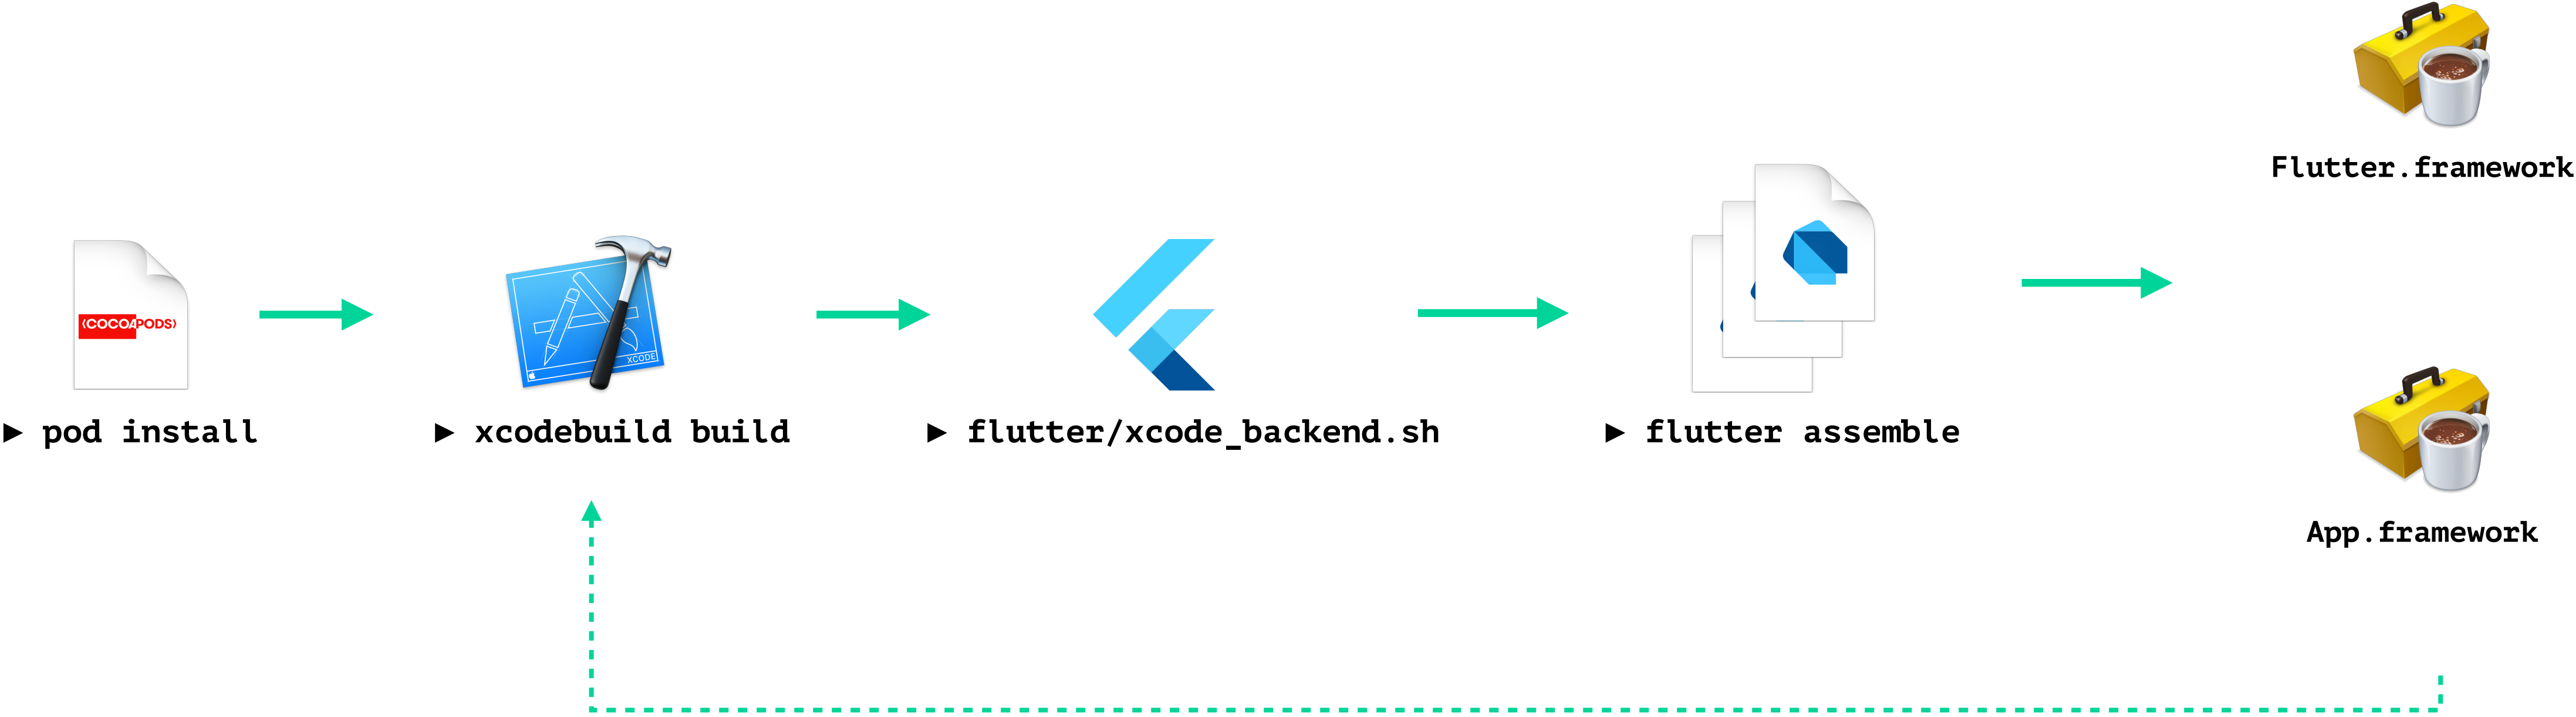 Flutter.framework
‹COCOAPODS›
XCODE
▶ pod install
▶ xcodebuild build
▶ flutter/xcode_backend.sh
▶ flutter assemble
App.framework